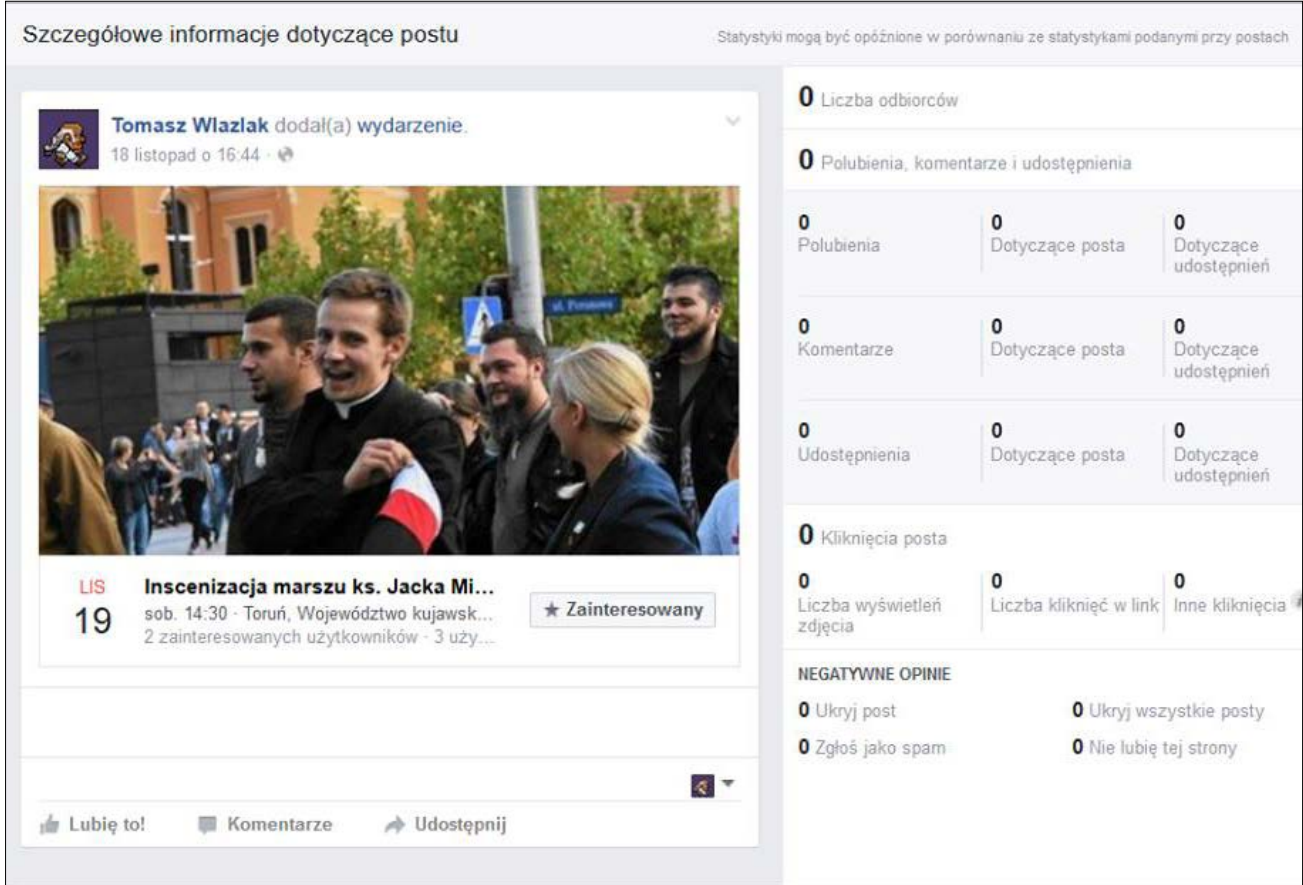 Szczegółowe informacje dotyczące postu
Statystyki mogą być opóźnione w porównaniu ze statystykami podanymi przy postach
Tomasz Wlazlak dodał(a) wydarzenie.
18 listopad o 16:44 ·
LIS
19
Inscenizacja marszu ks. Jacka Mi...
sob. 14:30 · Toruń, Województwo kujawsk...
2 zainteresowanych użytkowników · 3 uży...
★ Zainteresowany
Lubię to!
Komentarze
Udostępnij
0 Liczba odbiorców
0 Polubienia, komentarze i udostępnienia
0
Polubienia
0
Dotyczące posta
0
Dotyczące
udostępnień
0
Komentarze
0
Dotyczące posta
0
Dotyczące
udostępnień
0
Udostępnienia
0
Dotyczące posta
0
Dotyczące
udostępnień
0 Kliknięcia posta
0
Liczba wyświetleń
zdjęcia
0
Liczba kliknięć w link
0
Inne kliknięcia
NEGATYWNE OPINIE
0 Ukryj post
0 Ukryj wszystkie posty
0 Zgłoś jako spam
0 Nie lubię tej strony